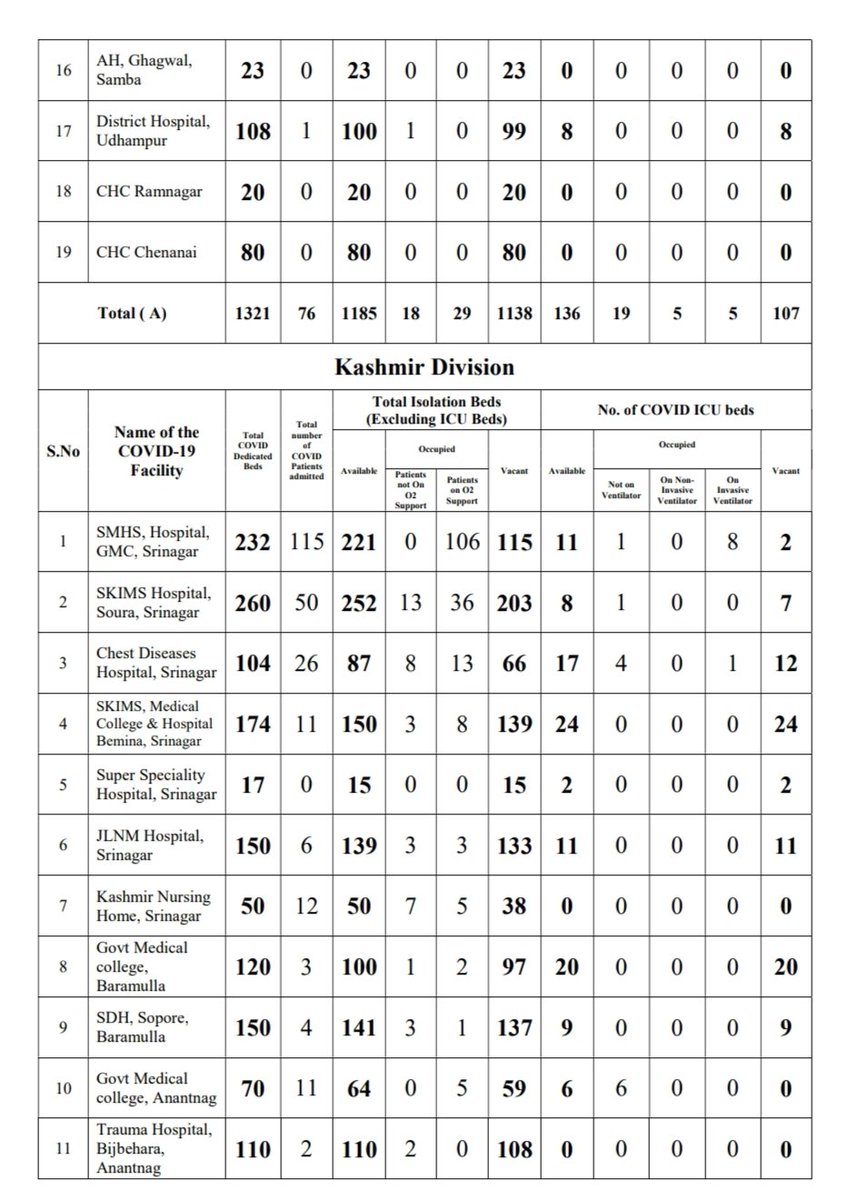 16 AH, Ghagwal, Samba 23 0 23 0 0 23 0 0 0 0 0
17 District Hospital, Udhampur 108 1 100 1 0 99 8 0 0 0 8
18 CHC Ramnagar 20 0 20 0 0 20 0 0 0 0 0
19 CHC Chenanai 80 0 80 0 0 80 0 0 0 0 0
Total ( A) 1321 76 1185 18 29 1138 136 19 5 5 107
Kashmir Division
S.No
Name of the COVID-19 Facility
Total COVID Dedicated Beds
Total number of COVID Patients admitted
Total Isolation Beds (Excluding ICU Beds)
No. of COVID ICU beds
Available
Occupied
Vacant
Available
Occupied
Vacant
Patients not On O2 Support
Patients on O2 Support
Not on Ventilator
On Non-Invasive Ventilator
On Invasive Ventilator
1 SMHS, Hospital, GMC, Srinagar 232 115 221 0 106 115 11 1 0 8 2
2 SKIMS Hospital, Soura, Srinagar 260 50 252 13 36 203 8 1 0 0 7
3 Chest Diseases Hospital, Srinagar 104 26 87 8 13 66 17 4 0 1 12
4 SKIMS, Medical College & Hospital Bemina, Srinagar 174 11 150 3 8 139 24 0 0 0 24
5 Super Speciality Hospital, Srinagar 17 0 15 0 0 15 2 0 0 0 2
6 JLNM Hospital, Srinagar 150 6 139 3 3 133 11 0 0 0 11
7 Kashmir Nursing Home, Srinagar 50 12 50 7 5 38 0 0 0 0 0
8 Govt Medical college, Baramulla 120 3 100 1 2 97 20 0 0 0 20
9 SDH, Sopore, Baramulla 150 4 141 3 1 137 9 0 0 0 9
10 Govt Medical college, Anantnag 70 11 64 0 5 59 6 6 0 0 0
11 Trauma Hospital, Bijbehara, Anantnag 110 2 110 2 0 108 0 0 0 0 0